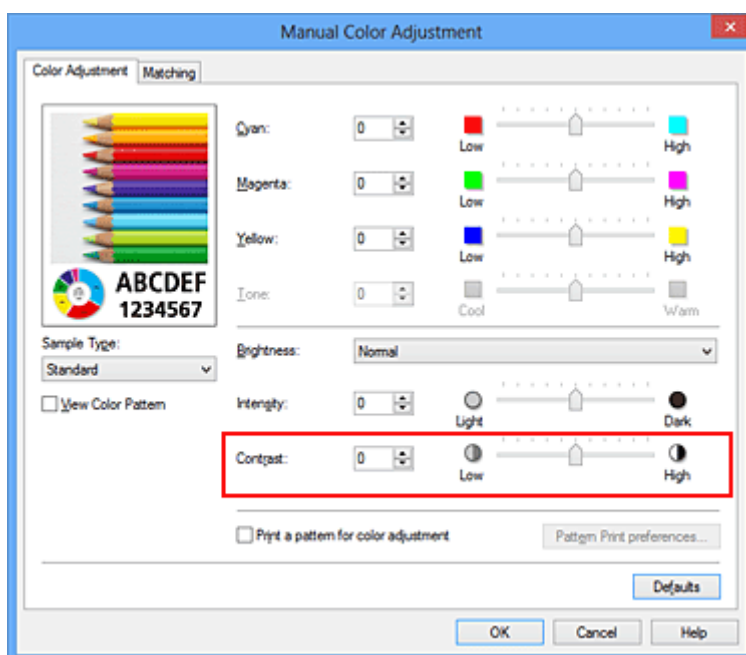 Manual Color Adjustment
Color Adjustment Matching
Cyan: 0 Low High
Magenta: 0 Low High
Yellow: 0 Low High
Tone: 0 Cool Warm
ABCDEF
1234567
Sample Type:
Standard
View Color Pattern
Brightness: Normal
Intensity: 0 Light Dark
Contrast: 0 Low High
Print a pattern for color adjustment Pattern Print preferences...
Defaults
OK Cancel Help